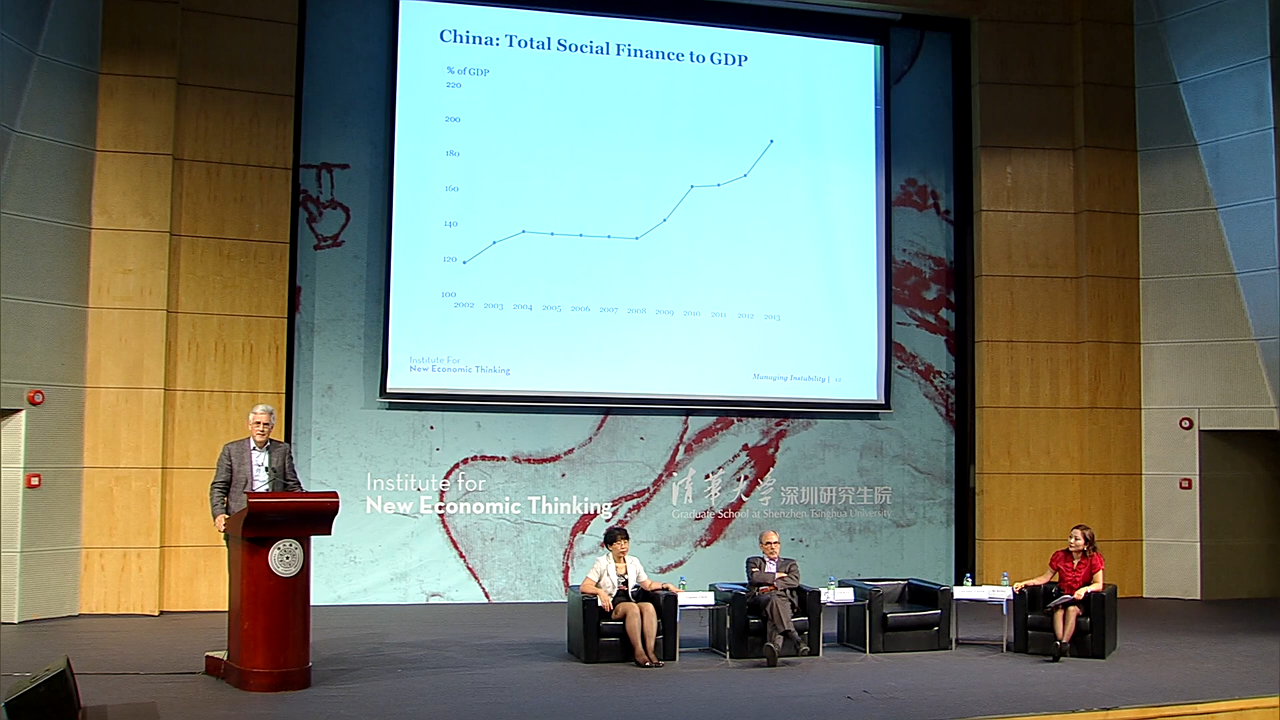 China: Total Social Finance to GDP
% of GDP
220
200
180
160
140
120
100
2002 2003 2004 2005 2006 2007 2008 2009 2010 2011 2012 2013
Institute For
New Economic Thinking
Managing Instability |
Institute for
New Economic Thinking
清华大学 深圳研究生院
Graduate School at Shenzhen, Tsinghua University